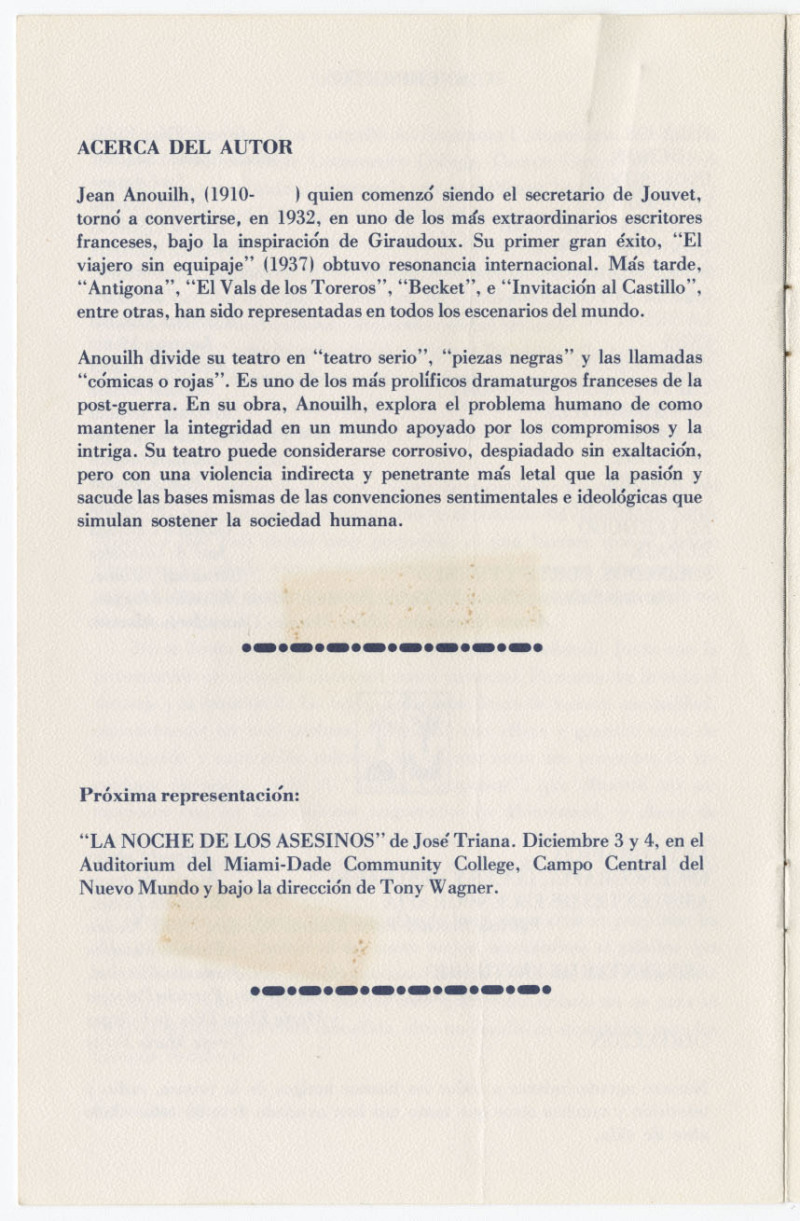 ACERCA DEL AUTOR
Jean Anouilh, (1910-     ) quien comenzó siendo el secretario de Jouvet,
tornó a convertirse, en 1932, en uno de los más extraordinarios escritores
franceses, bajo la inspiración de Giraudoux. Su primer gran éxito, “El
viajero sin equipaje” (1937) obtuvo resonancia internacional. Más tarde,
“Antigona”, “El Vals de los Toreros”, “Becket”, e “Invitación al Castillo”,
entre otras, han sido representadas en todos los escenarios del mundo.
Anouilh divide su teatro en “teatro serio”, “piezas negras” y las llamadas
“cómicas o rojas”. Es uno de los más prolíficos dramaturgos franceses de la
post-guerra. En su obra, Anouilh, explora el problema humano de como
mantener la integridad en un mundo apoyado por los compromisos y la
intriga. Su teatro puede considerarse corrosivo, despiadado sin exaltación,
pero con una violencia indirecta y penetrante más letal que la pasión y
sacude las bases mismas de las convenciones sentimentales e ideológicas que
simulan sostener la sociedad humana.
Próxima representación:
“LA NOCHE DE LOS ASESINOS” de José Triana. Diciembre 3 y 4, en el
Auditorium del Miami-Dade Community College, Campo Central del
Nuevo Mundo y bajo la dirección de Tony Wagner.